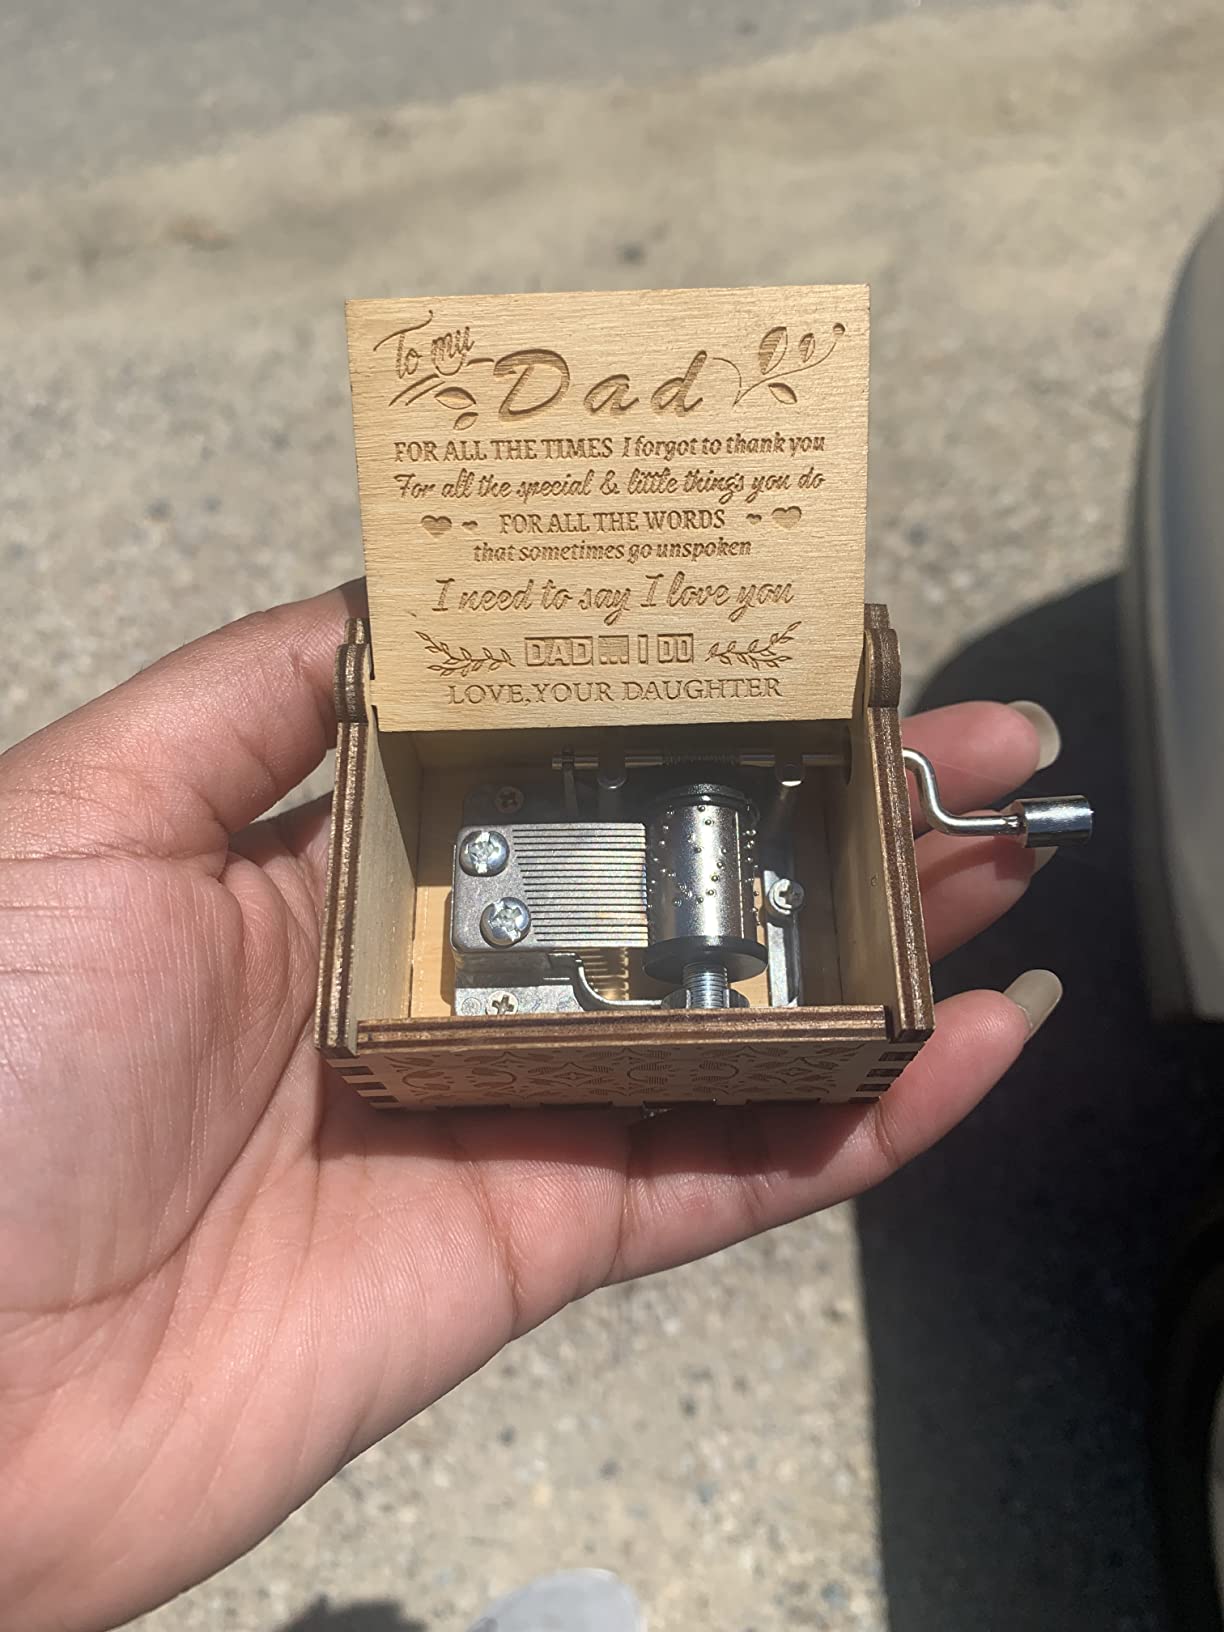 To my Dad
FOR ALL THE TIMES I forgot to thank you
For all the special & little things you do
FOR ALL THE WORDS
that sometimes go unspoken
I need to say I love you
DAD ... I DO
LOVE, YOUR DAUGHTER